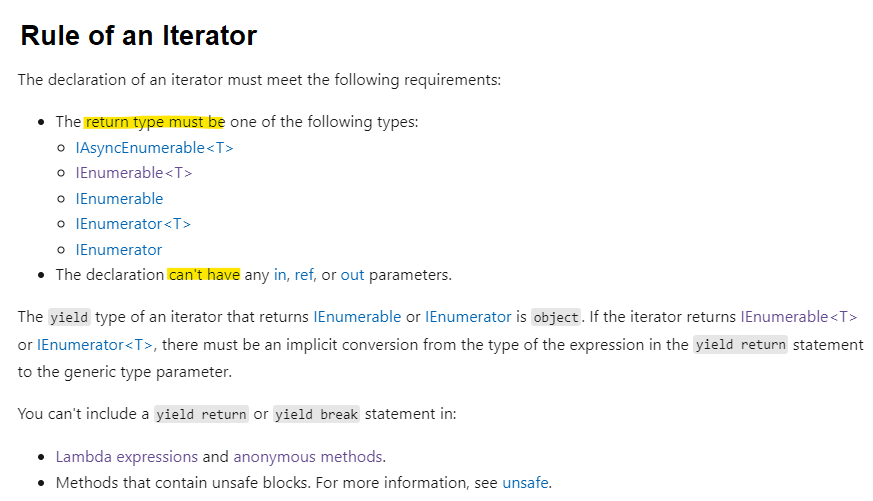 Rule of an Iterator
The declaration of an iterator must meet the following requirements:
• The return type must be one of the following types:
○ IAsyncEnumerable<T>
○ IEnumerable<T>
○ IEnumerable
○ IEnumerator<T>
○ IEnumerator
• The declaration can't have any in, ref, or out parameters.
The yield type of an iterator that returns IEnumerable or IEnumerator is object. If the iterator returns IEnumerable<T>
or IEnumerator<T>, there must be an implicit conversion from the type of the expression in the yield return statement
to the generic type parameter.
You can't include a yield return or yield break statement in:
• Lambda expressions and anonymous methods.
• Methods that contain unsafe blocks. For more information, see unsafe.